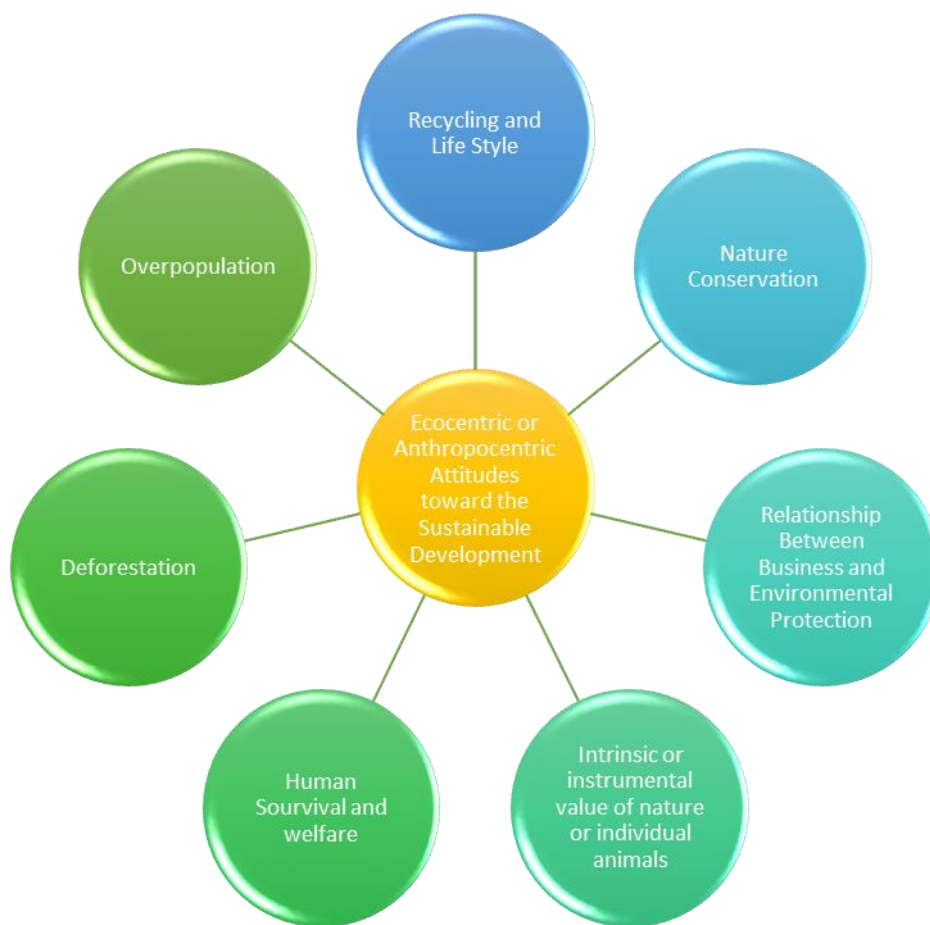 Recycling and
Life Style
Nature
Conservation
Relationship
Between
Business and
Environmental
Protection
Intrinsic or
instrumental
value of nature
or individual
animals
Human
Sourvival and
welfare
Deforestation
Overpopulation
Ecocentric or
Anthropocentric
Attitudes
toward the
Sustainable
Development